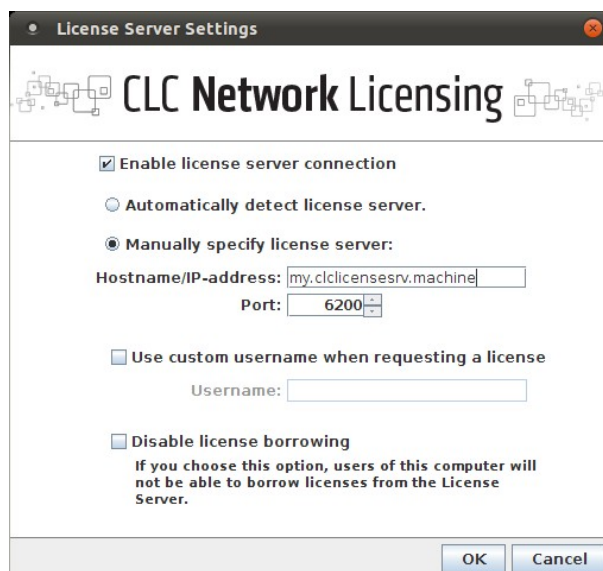 License Server Settings
CLC Network Licensing
Enable license server connection
Automatically detect license server.
Manually specify license server:
Hostname/IP-address: my.clclicensesrv.machine
Port: 6200
Use custom username when requesting a license
Username:
Disable license borrowing
If you choose this option, users of this computer will
not be able to borrow licenses from the License
Server.
OK Cancel